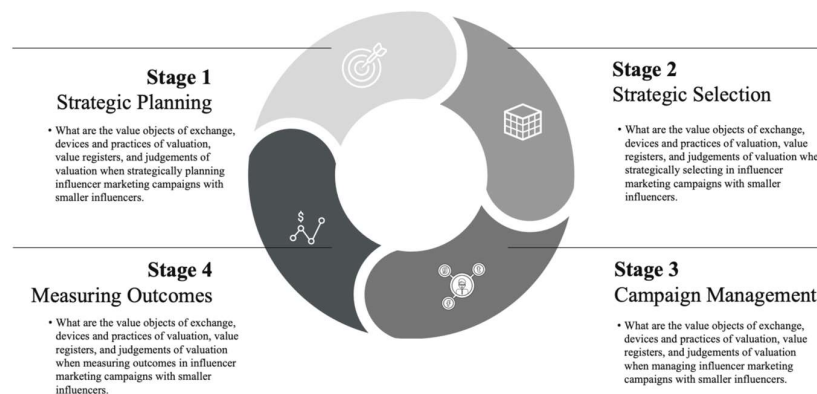 Stage 1
Strategic Planning
• What are the value objects of exchange,
devices and practices of valuation,
value registers, and judgements of
valuation when strategically planning
influencer marketing campaigns with
smaller influencers.
Stage 2
Strategic Selection
• What are the value objects of exchange,
devices and practices of valuation, value
registers, and judgements of valuation whe
strategically selecting in influencer
marketing campaigns with smaller
influencers.
$
Stage 4
Measuring Outcomes
• What are the value objects of exchange,
devices and practices of valuation, value
registers, and judgements of valuation
when measuring outcomes in influencer
marketing campaigns with smaller
influencers.
Stage 3
Campaign Management
• What are the value objects of exchange,
devices and practices of valuation, value
registers, and judgements of valuation
when managing influencer marketing
campaigns with smaller influencers.